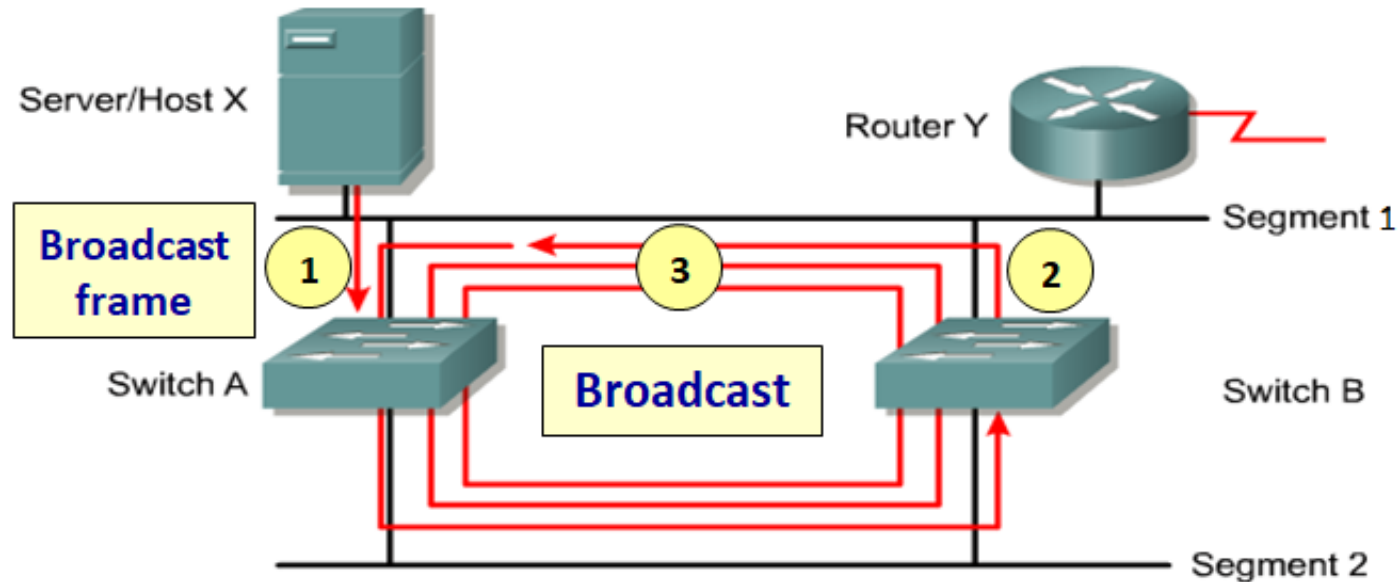 Server/Host X
Router Y
Segment 1
Broadcast
frame
1
3
2
Switch A
Broadcast
Switch B
Segment 2